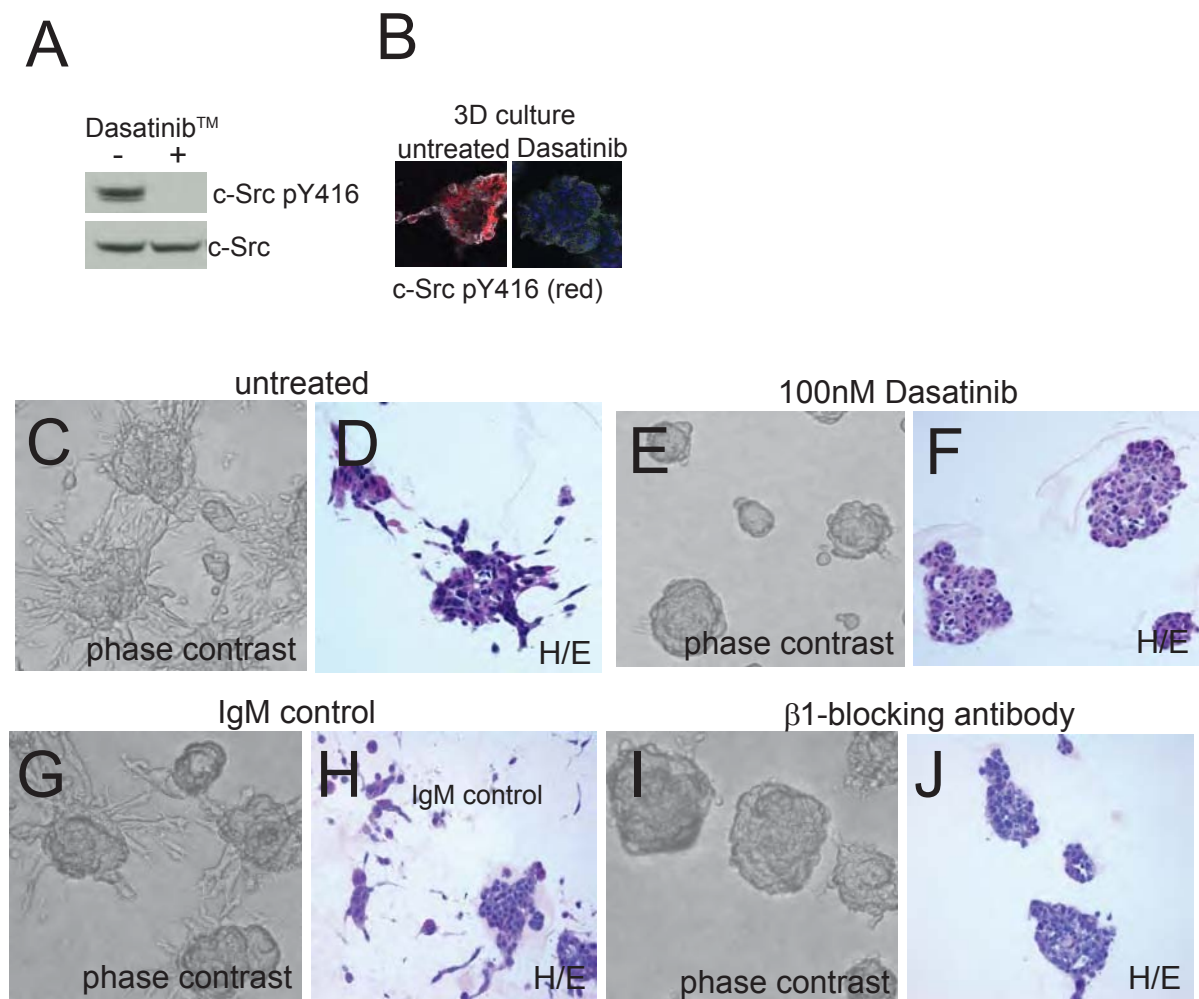 A
B
Dasatinib™
- +
c-Src pY416
c-Src
3D culture
untreated Dasatinib
c-Src pY416 (red)
untreated
100nM Dasatinib
C
phase contrast
D
H/E
E
phase contrast
F
H/E
IgM control
β1-blocking antibody
G
phase contrast
H
IgM control
H/E
I
phase contrast
J
H/E